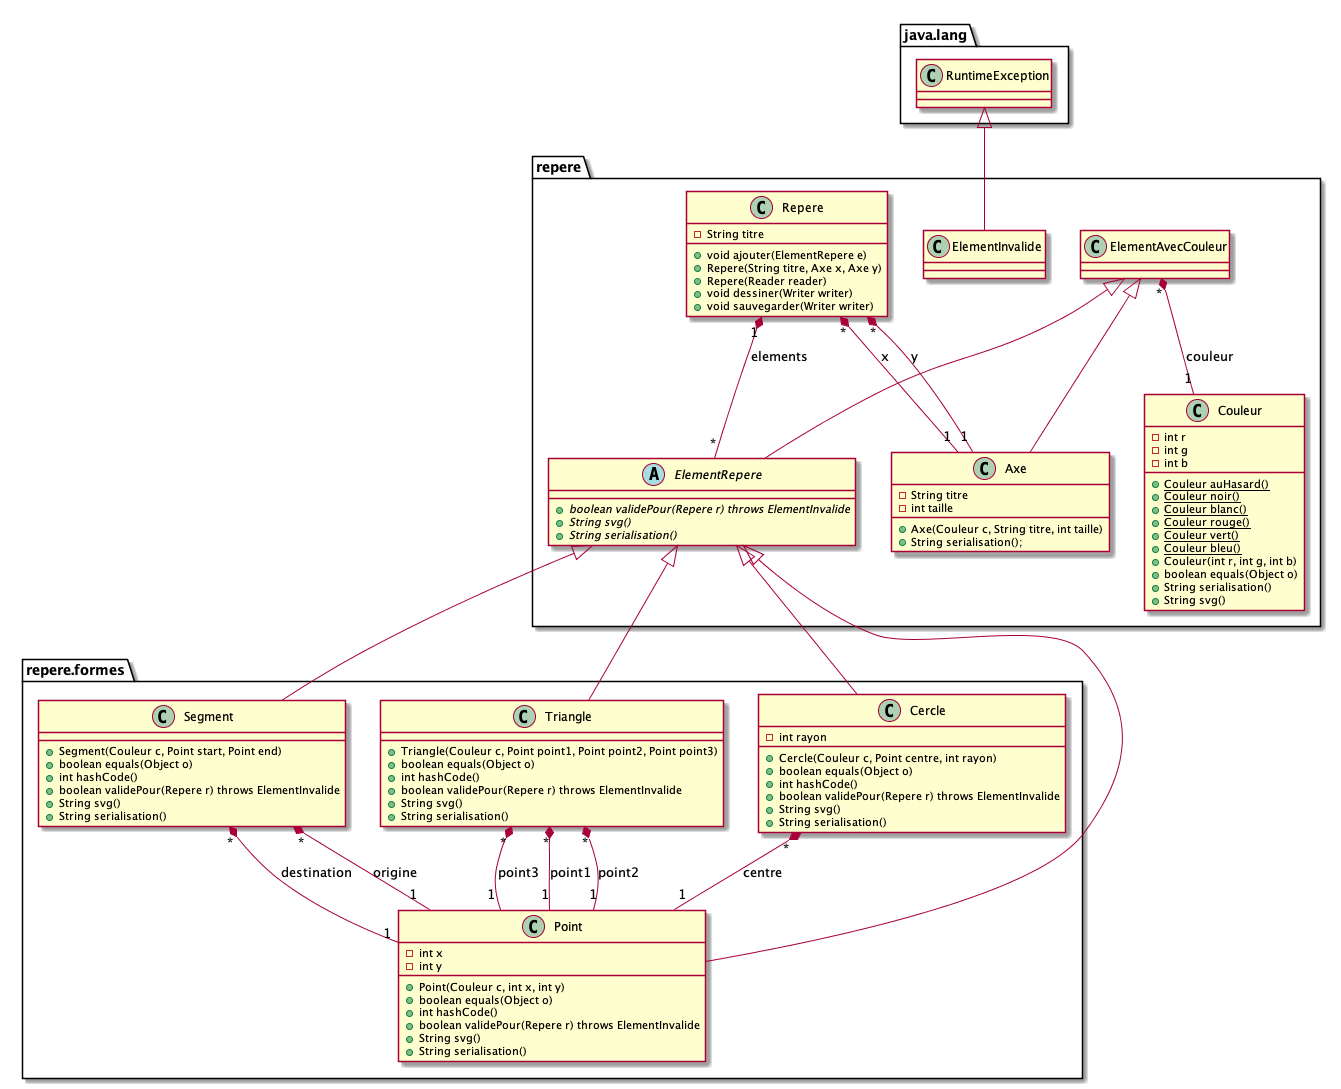 java.lang
C RuntimeException
repere
C Repere
String titre
void ajouter(ElementRepere e)
Repere(String titre, Axe x, Axe y)
Repere(Reader reader)
void dessiner(Writer writer)
void sauvegarder(Writer writer)
C ElementInvalide
C ElementAvecCouleur
1
*
*
*
elements
x
y
couleur
*
1
1
1
A ElementRepere
boolean validePour(Repere r) throws ElementInvalide
String svg()
String serialisation()
C Axe
String titre
int taille
Axe(Couleur c, String titre, int taille)
String serialisation();
C Couleur
int r
int g
int b
Couleur auHasard()
Couleur noir()
Couleur blanc()
Couleur rouge()
Couleur vert()
Couleur bleu()
Couleur(int r, int g, int b)
boolean equals(Object o)
String serialisation()
String svg()
repere.formes
C Segment
Segment(Couleur c, Point start, Point end)
boolean equals(Object o)
int hashCode()
boolean validePour(Repere r) throws ElementInvalide
String svg()
String serialisation()
C Triangle
Triangle(Couleur c, Point point1, Point point2, Point point3)
boolean equals(Object o)
int hashCode()
boolean validePour(Repere r) throws ElementInvalide
String svg()
String serialisation()
C Cercle
int rayon
Cercle(Couleur c, Point centre, int rayon)
boolean equals(Object o)
int hashCode()
boolean validePour(Repere r) throws ElementInvalide
String svg()
String serialisation()
*
*
*
*
*
*
destination
origine
point3
point1
point2
centre
1
1
1
1
1
1
C Point
int x
int y
Point(Couleur c, int x, int y)
boolean equals(Object o)
int hashCode()
boolean validePour(Repere r) throws ElementInvalide
String svg()
String serialisation()